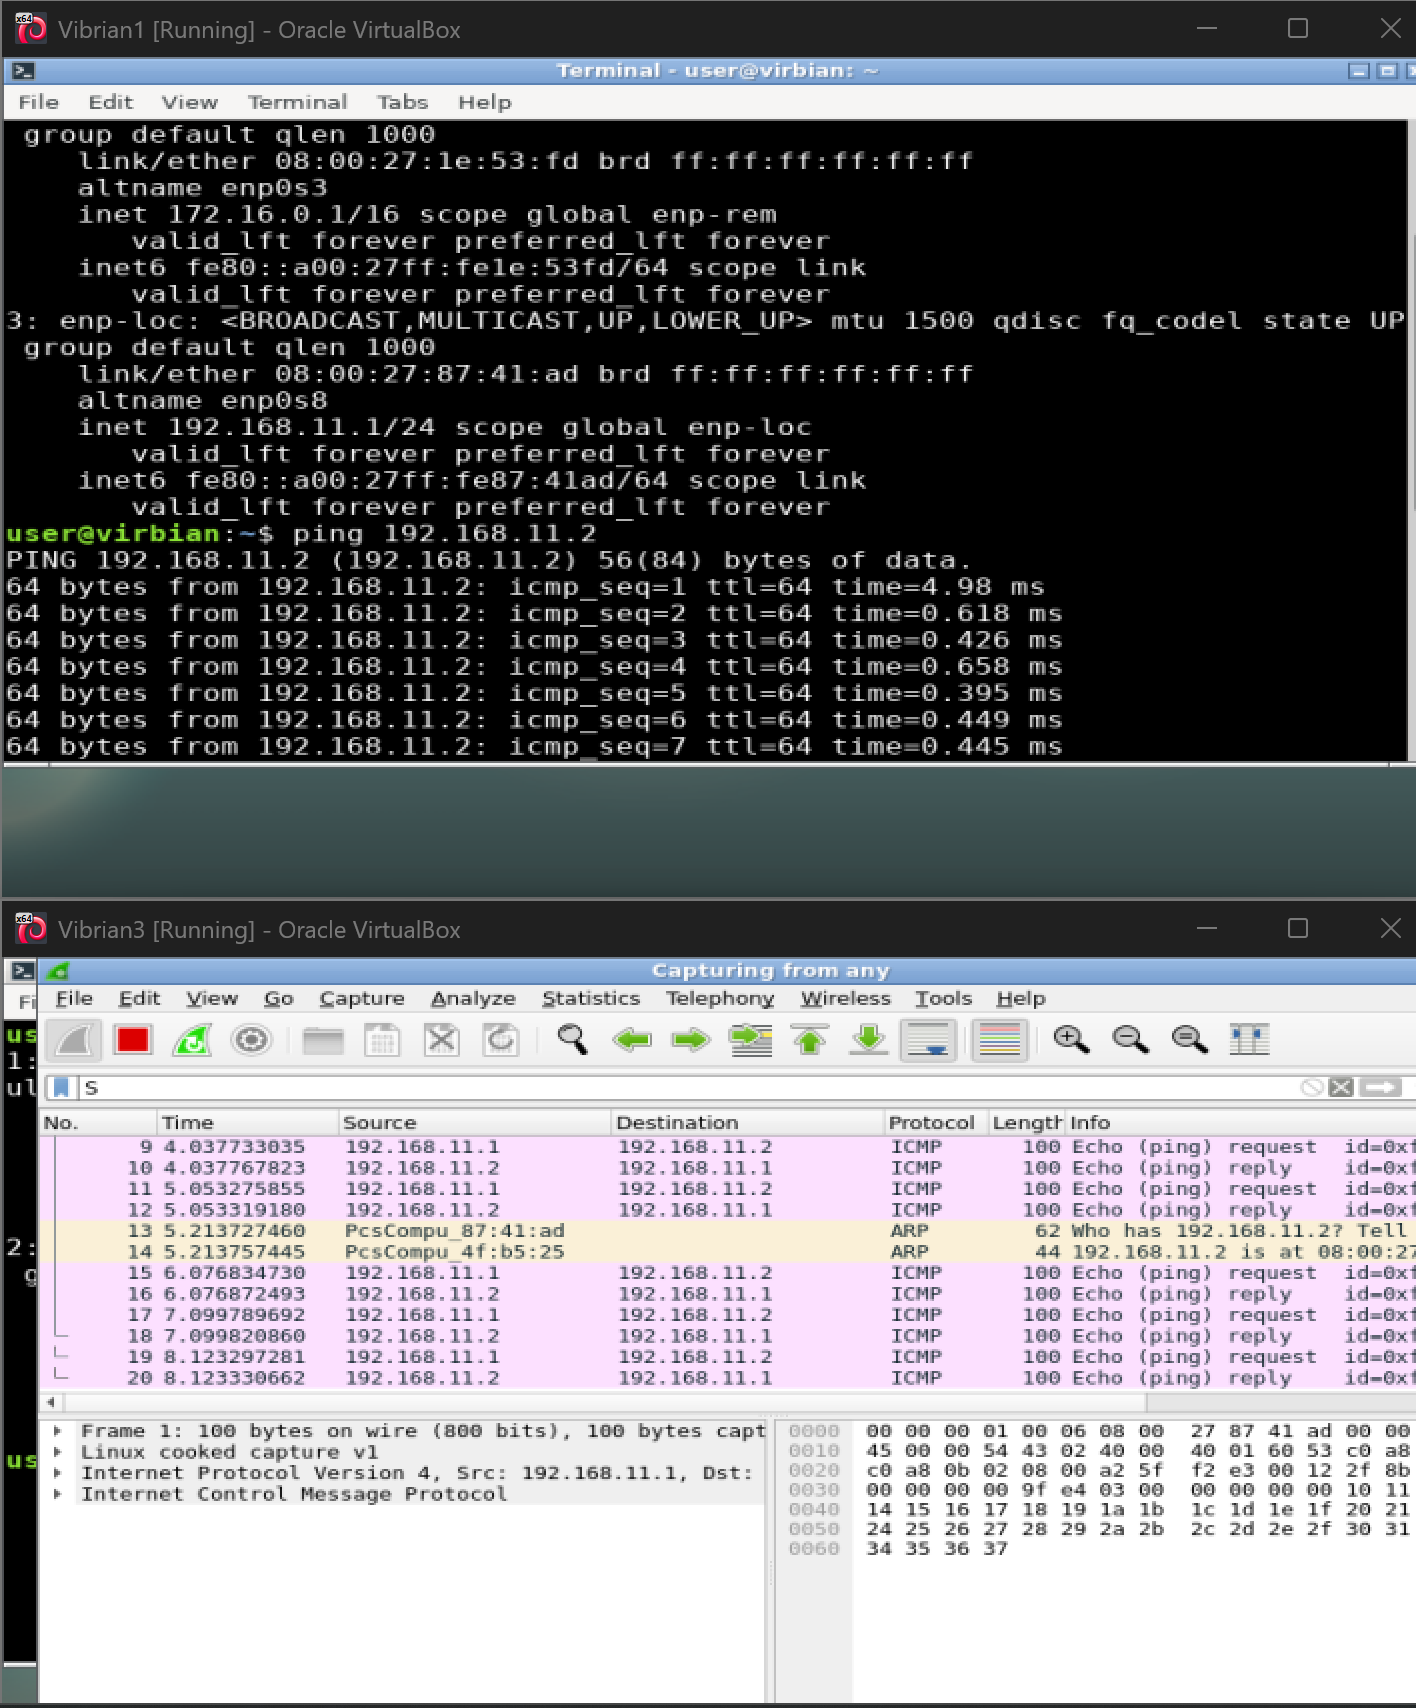 Vibrian1 [Running] - Oracle VirtualBox
Terminal - user@virbian: ~
File Edit View Terminal Tabs Help
group default qlen 1000
link/ether 08:00:27:1e:53:fd brd ff:ff:ff:ff:ff:ff
altname enp0s3
inet 172.16.0.1/16 scope global enp-rem
valid_lft forever preferred_lft forever
inet6 fe80::a00:27ff:fe1e:53fd/64 scope link
valid_lft forever preferred_lft forever
3: enp-loc: <BROADCAST,MULTICAST,UP,LOWER_UP> mtu 1500 qdisc fq_codel state UP
group default qlen 1000
link/ether 08:00:27:87:41:ad brd ff:ff:ff:ff:ff:ff
altname enp0s8
inet 192.168.11.1/24 scope global enp-loc
valid_lft forever preferred_lft forever
inet6 fe80::a00:27ff:fe87:41ad/64 scope link
valid_lft forever preferred_lft forever
user@virbian:~$ ping 192.168.11.2
PING 192.168.11.2 (192.168.11.2) 56(84) bytes of data.
64 bytes from 192.168.11.2: icmp_seq=1 ttl=64 time=4.98 ms
64 bytes from 192.168.11.2: icmp_seq=2 ttl=64 time=0.618 ms
64 bytes from 192.168.11.2: icmp_seq=3 ttl=64 time=0.426 ms
64 bytes from 192.168.11.2: icmp_seq=4 ttl=64 time=0.658 ms
64 bytes from 192.168.11.2: icmp_seq=5 ttl=64 time=0.395 ms
64 bytes from 192.168.11.2: icmp_seq=6 ttl=64 time=0.449 ms
64 bytes from 192.168.11.2: icmp_seq=7 ttl=64 time=0.445 ms
Vibrian3 [Running] - Oracle VirtualBox
Capturing from any
File Edit View Go Capture Analyze Statistics Telephony Wireless Tools Help
S
No. Time Source Destination Protocol Length Info
9 4.037733035 192.168.11.1 192.168.11.2 ICMP 100 Echo (ping) request id=0xf
10 4.037767823 192.168.11.2 192.168.11.1 ICMP 100 Echo (ping) reply id=0xf
11 5.053275855 192.168.11.1 192.168.11.2 ICMP 100 Echo (ping) request id=0xf
12 5.053319180 192.168.11.2 192.168.11.1 ICMP 100 Echo (ping) reply id=0xf
13 5.213727460 PcsCompu_87:41:ad ARP 62 Who has 192.168.11.2? Tell
14 5.213757445 PcsCompu_4f:b5:25 ARP 44 192.168.11.2 is at 08:00:27
15 6.076834730 192.168.11.1 192.168.11.2 ICMP 100 Echo (ping) request id=0xf
16 6.076872493 192.168.11.2 192.168.11.1 ICMP 100 Echo (ping) reply id=0xf
17 7.099789692 192.168.11.1 192.168.11.2 ICMP 100 Echo (ping) request id=0xf
18 7.099820860 192.168.11.2 192.168.11.1 ICMP 100 Echo (ping) reply id=0xf
19 8.123297281 192.168.11.1 192.168.11.2 ICMP 100 Echo (ping) request id=0xf
20 8.123330662 192.168.11.2 192.168.11.1 ICMP 100 Echo (ping) reply id=0xf
Frame 1: 100 bytes on wire (800 bits), 100 bytes capt
Linux cooked capture v1
Internet Protocol Version 4, Src: 192.168.11.1, Dst:
Internet Control Message Protocol
0000 00 00 00 01 00 06 08 00 27 87 41 ad 00 00
0010 45 00 00 54 43 02 40 00 40 01 60 53 c0 a8
0020 c0 a8 0b 02 08 00 a2 5f f2 e3 00 12 2f 8b
0030 00 00 00 00 9f e4 03 00 00 00 00 00 10 11
0040 14 15 16 17 18 19 1a 1b 1c 1d 1e 1f 20 21
0050 24 25 26 27 28 29 2a 2b 2c 2d 2e 2f 30 31
0060 34 35 36 37